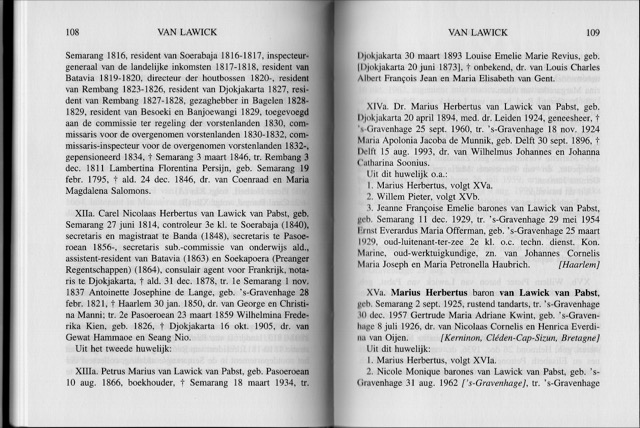 108 VAN LAWICK
Semarang 1816, resident van Soerabaja 1816-1817, inspecteur-
generaal van de landelijke inkomsten 1817-1818, resident van
Batavia 1819-1820, directeur der houtbossen 1820-, resident
van Rembang 1823-1826, resident van Djokjakarta 1827, resi-
dent van Rembang 1827-1828, gezaghebber in Bagelen 1828-
1829, resident van Besoeki en Banjoewangi 1829, toegevoegd
aan de commissie ter regeling der vorstenlanden 1830, com-
missaris voor de overgenomen vorstenlanden 1830-1832, com-
missaris-inspecteur voor de overgenomen vorstenlanden 1832-,
gepensioneerd 1834, † Semarang 3 maart 1846, tr. Rembang 3
dec. 1811 Lambertina Florentina Persijn, geb. Semarang 19
febr. 1795, † ald. 24 dec. 1846, dr. van Coenraad en Maria
Magdalena Salomons.
XIIa. Carel Nicolaas Herbertus van Lawick van Pabst, geb.
Semarang 27 juni 1814, controleur 3e kl. te Soerabaja (1840),
secretaris en magistraat te Banda (1848), secretaris te Pasoe-
roean 1856-, secretaris sub.-commissie van onderwijs ald.,
assistent-resident van Batavia (1863) en Soekapoera (Preanger
Regentschappen) (1864), consulair agent voor Frankrijk, nota-
ris te Djokjakarta, † ald. 31 dec. 1878, tr. 1e Semarang 1 nov.
1837 Antoinette Josephine de Lange, geb. 's-Gravenhage 28
febr. 1821, † Haarlem 30 jan. 1850, dr. van George en Christi-
na Manni; tr. 2e Pasoeroean 23 maart 1859 Wilhelmina Frede-
rika Kien, geb. 1826, † Djokjakarta 16 okt. 1905, dr. van
Gewat Hammaoe en Seang Nio.
Uit het tweede huwelijk:
XIIIa. Petrus Marius van Lawick van Pabst, geb. Pasoeroean
10 aug. 1866, boekhouder, † Semarang 18 maart 1934, tr.
VAN LAWICK 109
Djokjakarta 30 maart 1893 Louise Emelie Marie Revius, geb.
[Djokjakarta 20 juni 1873], † onbekend, dr. van Louis Charles
Albert François Jean en Maria Elisabeth van Gent.
XIVa. Dr. Marius Herbertus van Lawick van Pabst, geb.
Djokjakarta 20 april 1894, med. dr. Leiden 1924, geneesheer, †
's-Gravenhage 25 sept. 1960, tr. 's-Gravenhage 18 nov. 1924
Maria Apolonia Jacoba de Munnik, geb. Delft 30 sept. 1896, †
Delft 15 aug. 1993, dr. van Wilhelmus Johannes en Johanna
Catharina Soonius.
Uit dit huwelijk o.a.:
1. Marius Herbertus, volgt XVa.
2. Willem Pieter, volgt XVb.
3. Jeanne Françoise Emelie barones van Lawick van Pabst,
geb. Semarang 11 dec. 1929, tr. 's-Gravenhage 29 mei 1954
Ernst Everardus Maria Offerman, geb. 's-Gravenhage 25 maart
1929, oud-luitenant-ter-zee 2e kl. o.c. techn. dienst. Kon.
Marine, oud-werktuigkundige, zn. van Johannes Cornelis
Maria Joseph en Maria Petronella Haubrich. [Haarlem]
XVa. Marius Herbertus baron van Lawick van Pabst,
geb. Semarang 2 sept. 1925, rustend tandarts, tr. 's-Gravenhage
30 dec. 1957 Gertrude Maria Adriane Kwint, geb. 's-Graven-
hage 8 juli 1926, dr. van Nicolaas Cornelis en Henrica Everdi-
na van Oijen. [Kerninon, Cléden-Cap-Sizun, Bretagne]
Uit dit huwelijk:
1. Marius Herbertus, volgt XVIa.
2. Nicole Monique barones van Lawick van Pabst, geb. 's-
Gravenhage 31 aug. 1962 ['s-Gravenhage], tr. 's-Gravenhage